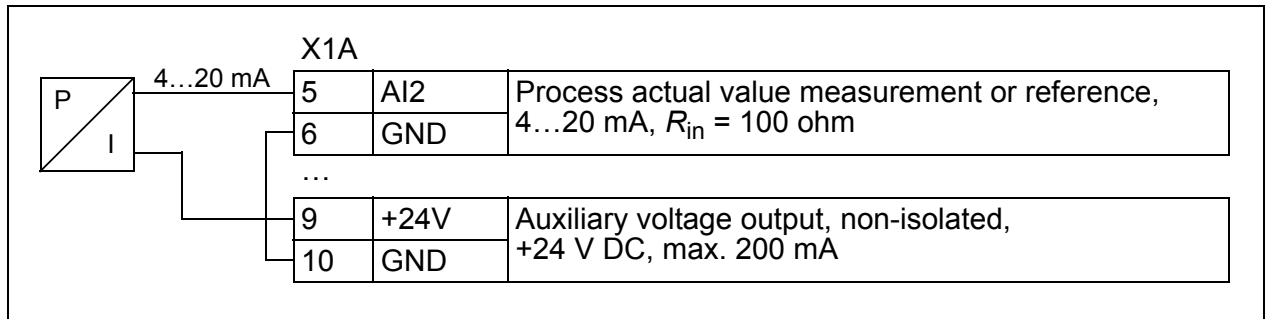 X1A
4…20 mA
P
I
5 AI2 Process actual value measurement or reference,
6 GND 4…20 mA, Rin = 100 ohm
…
9 +24V Auxiliary voltage output, non-isolated,
10 GND +24 V DC, max. 200 mA